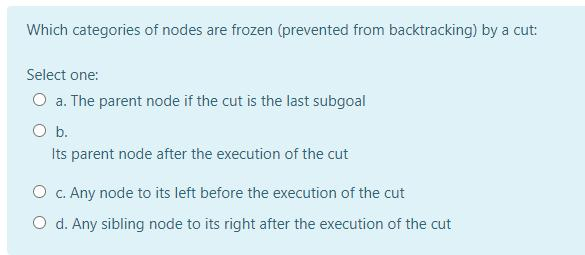 Which categories of nodes are frozen (prevented from backtracking) by a cut:
Select one:
a. The parent node if the cut is the last subgoal
b.
Its parent node after the execution of the cut
c. Any node to its left before the execution of the cut
d. Any sibling node to its right after the execution of the cut